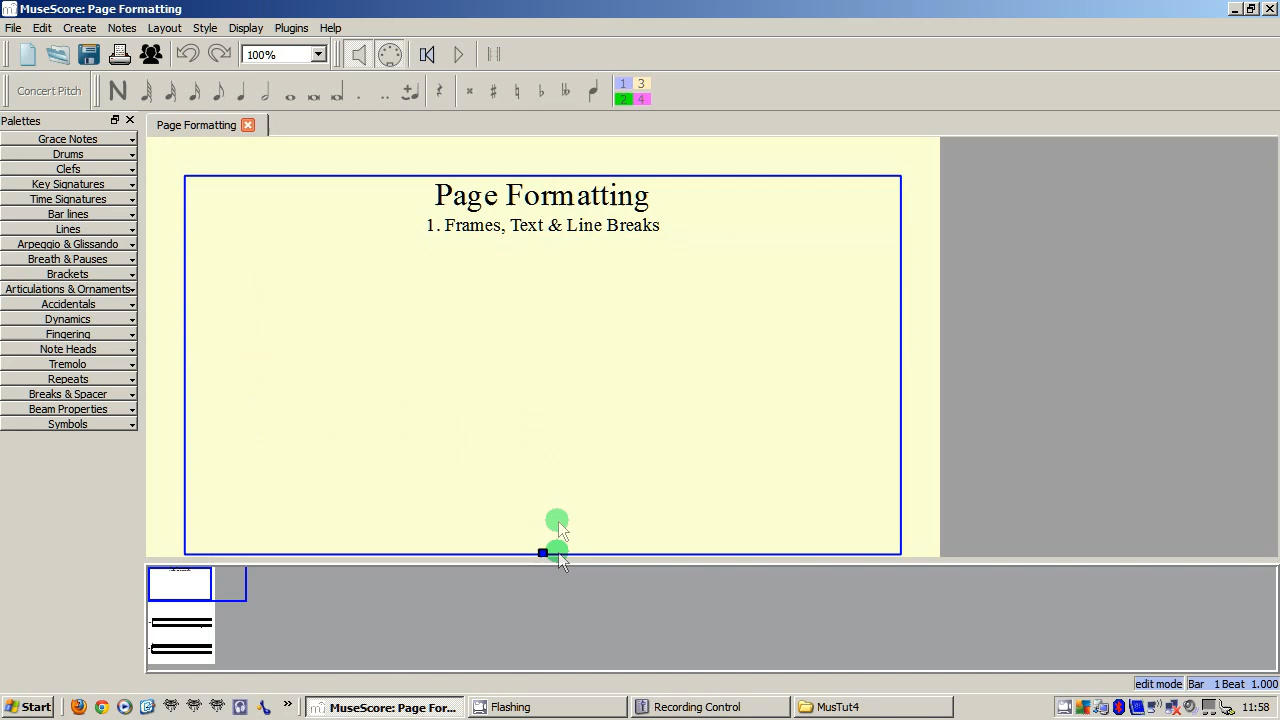 MuseScore: Page Formatting
File Edit Create Notes Layout Style Display Plugins Help
100%
Concert Pitch
N
1 3
2 4
Palettes
Page Formatting
Grace Notes
Drums
Clefs
Key Signatures
Time Signatures
Bar lines
Lines
Arpeggio & Glissando
Breath & Pauses
Brackets
Articulations & Ornaments
Accidentals
Dynamics
Fingering
Note Heads
Tremolo
Repeats
Breaks & Spacer
Beam Properties
Symbols
Page Formatting
1. Frames, Text & Line Breaks
edit mode Bar 1 Beat 1.000
Start
MuseScore: Page For...
Flashing
Recording Control
MusTut4
11:58